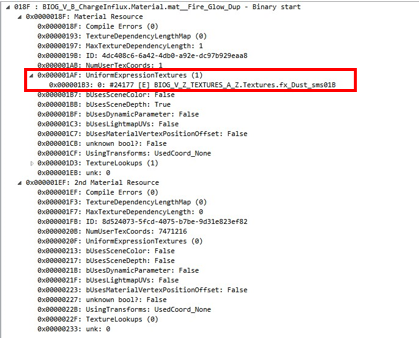 018F : BIOG_V_B_ChargeInflux.Material.mat__Fire_Glow_Dup - Binary start
0x0000018F: Material Resource
0x0000018F: Compile Errors (0)
0x00000193: TextureDependencyLengthMap (0)
0x00000197: MaxTextureDependencyLength: 1
0x0000019B: ID: 4dc408c6-6a42-4db0-a92e-dc97b929eaa8
0x000001AB: NumUserTexCoords: 1
0x000001AF: UniformExpressionTextures (1)
0x000001B3: 0: #24177 [E] BIOG_V_Z_TEXTURES_A_Z.Textures.fx_Dust_sms01B
0x000001B7: bUsesSceneColor: False
0x000001BB: bUsesSceneDepth: True
0x000001BF: bUsesDynamicParameter: False
0x000001C3: bUsesLightmapUVs: False
0x000001C7: bUsesMaterialVertexPositionOffset: False
0x000001CB: unknown bool?: False
0x000001CF: UsingTransforms: UsedCoord_None
0x000001D3: TextureLookups (1)
0x000001EB: unk: 0
0x000001EF: 2nd Material Resource
0x000001EF: Compile Errors (0)
0x000001F3: TextureDependencyLengthMap (0)
0x000001F7: MaxTextureDependencyLength: 0
0x000001FB: ID: 8d524073-5fcd-4075-b7be-9d31e823ef82
0x0000020B: NumUserTexCoords: 7471216
0x0000020F: UniformExpressionTextures (0)
0x00000213: bUsesSceneColor: False
0x00000217: bUsesSceneDepth: False
0x0000021B: bUsesDynamicParameter: False
0x0000021F: bUsesLightmapUVs: False
0x00000223: bUsesMaterialVertexPositionOffset: False
0x00000227: unknown bool?: False
0x0000022B: UsingTransforms: UsedCoord_None
0x0000022F: TextureLookups (0)
0x00000233: unk: 0